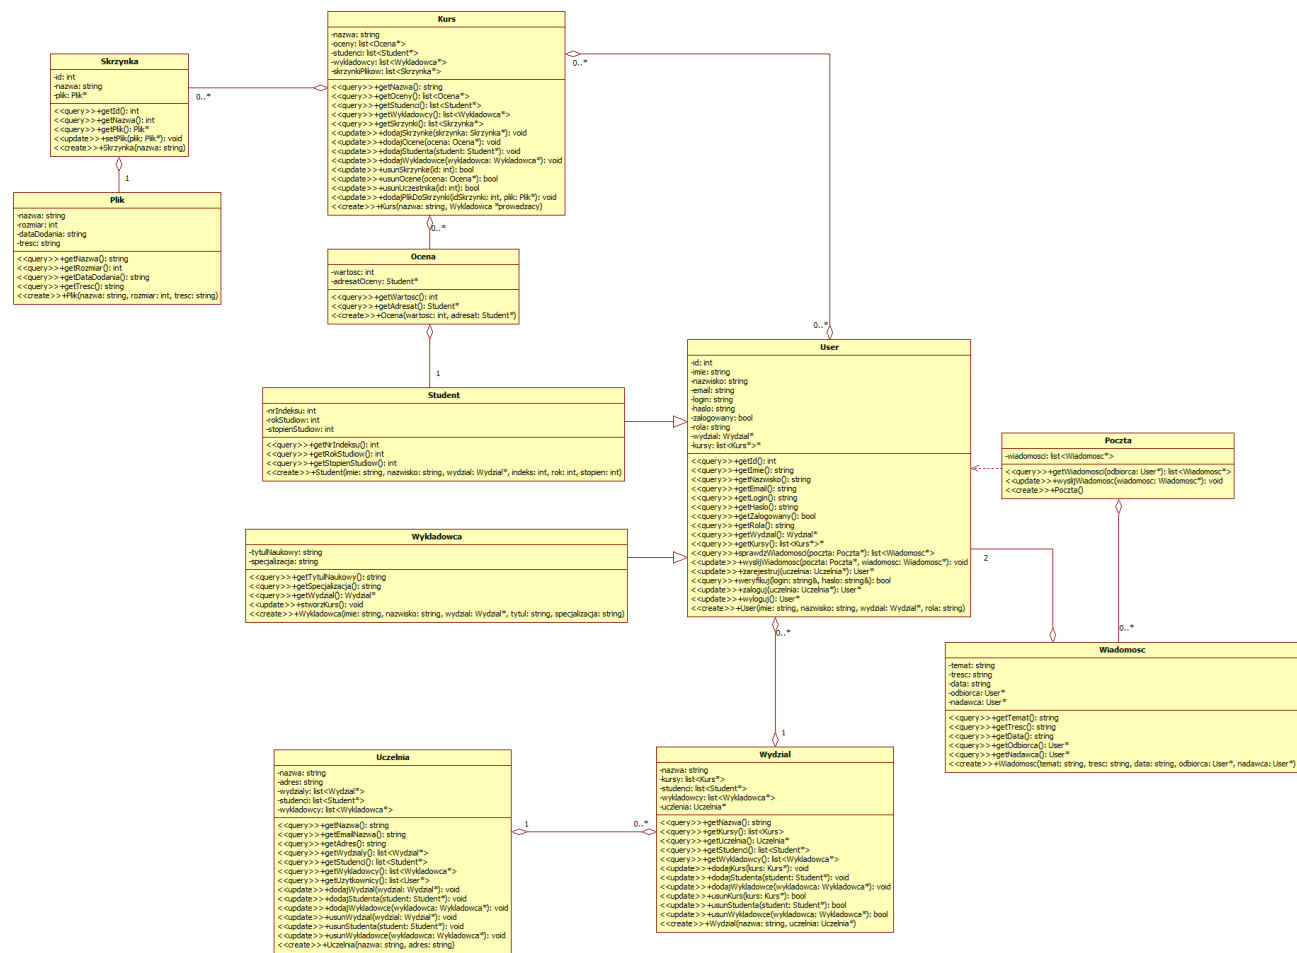 Kurs
-nazwa: string
-oceny: list<Ocena*>
-studenci: list<Student*>
-wykladowcy: list<Wykladowca*>
-skrzynkiPlikow: list<Skrzynka*>
<<query>>+getNazwa(): string
<<query>>+getOceny(): list<Ocena*>
<<query>>+getStudenci(): list<Student*>
<<query>>+getWykladowcy(): list<Wykladowca*>
<<query>>+getSkrzynki(): list<Skrzynka*>
<<update>>+dodajSkrzynke(skrzynka: Skrzynka*): void
<<update>>+dodajOcene(ocena: Ocena*): void
<<update>>+dodajStudenta(student: Student*): void
<<update>>+dodajWykladowce(wykladowca: Wykladowca*): void
<<update>>+usunSkrzynke(id: int): bool
<<update>>+usunOcene(ocena: Ocena*): bool
<<update>>+usunUczestnika(id: int): bool
<<update>>+dodajPlikDoSkrzynki(idSkrzynki: int, plik: Plik*): void
<<create>>+Kurs(nazwa: string, Wykladowca *prowadzacy)
0..*
0..*
0..*
0..*
Skrzynka
-id: int
-nazwa: string
-plik: Plik*
<<query>>+getId(): int
<<query>>+getNazwa(): int
<<query>>+getPlik(): Plik*
<<update>>+setPlik(plik: Plik*): void
<<create>>+Skrzynka(nazwa: string)
1
Plik
-nazwa: string
-rozmiar: int
-dataDodania: string
-tresc: string
<<query>>+getNazwa(): string
<<query>>+getRozmiar(): int
<<query>>+getDataDodania(): string
<<query>>+getTresc(): string
<<create>>+Plik(nazwa: string, rozmiar: int, tresc: string)
Ocena
-wartosc: int
-adresatOceny: Student*
<<query>>+getWartosc(): int
<<query>>+getAdresat(): Student*
<<create>>+Ocena(wartosc: int, adresat: Student*)
1
Student
-nrIndeksu: int
-rokStudiow: int
-stopienStudiow: int
<<query>>+getNrIndeksu(): int
<<query>>+getRokStudiow(): int
<<query>>+getStopienStudiow(): int
<<create>>+Student(imie: string, nazwisko: string, wydzial: Wydzial*, indeks: int, rok: int, stopien: int)
User
-id: int
-imie: string
-nazwisko: string
-email: string
-login: string
-haslo: string
-zalogowany: bool
-rola: string
-wydzial: Wydzial*
-kursy: list<Kurs*>*
<<query>>+getId(): int
<<query>>+getImie(): string
<<query>>+getNazwisko(): string
<<query>>+getEmail(): string
<<query>>+getLogin(): string
<<query>>+getHaslo(): string
<<query>>+getZalogowany(): bool
<<query>>+getRola(): string
<<query>>+getWydzial(): Wydzial*
<<query>>+getKursy(): list<Kurs*>*
<<query>>+sprawdzWiadomosci(poczta: Poczta*): list<Wiadomosc*>
<<update>>+wyslijWiadomosc(poczta: Poczta*, wiadomosc: Wiadomosc*): void
<<update>>+zarejestruj(uczelnia: Uczelnia*): User*
<<query>>+weryfikuj(login: string&, haslo: string&): bool
<<update>>+zaloguj(uczelnia: Uczelnia*): User*
<<update>>+wyloguj(): User*
<<create>>+User(imie: string, nazwisko: string, wydzial: Wydzial*, rola: string)
0..*
2
Poczta
-wiadomosci: list<Wiadomosc*>
<<query>>+getWiadomosci(odbiorca: User*): list<Wiadomosc*>
<<update>>+wyslijWiadomosc(wiadomosc: Wiadomosc*): void
<<create>>+Poczta()
0..*
Wykladowca
-tytulNaukowy: string
-specjalizacja: string
<<query>>+getTytulNaukowy(): string
<<query>>+getSpecjalizacja(): string
<<query>>+getWydzial(): Wydzial*
<<update>>+stworzKurs(): void
<<create>>+Wykladowca(imie: string, nazwisko: string, wydzial: Wydzial*, tytul: string, specjalizacja: string)
Wiadomosc
-temat: string
-tresc: string
-data: string
-odbiorca: User*
-nadawca: User*
<<query>>+getTemat(): string
<<query>>+getTresc(): string
<<query>>+getData(): string
<<query>>+getOdbiorca(): User*
<<query>>+getNadawca(): User*
<<create>>+Wiadomosc(temat: string, tresc: string, data: string, odbiorca: User*, nadawca: User*)
1
Uczelnia
-nazwa: string
-adres: string
-wydzialy: list<Wydzial*>
-studenci: list<Student*>
-wykladowcy: list<Wykladowca*>
<<query>>+getNazwa(): string
<<query>>+getEmailNazwa(): string
<<query>>+getAdres(): string
<<query>>+getWydzialy(): list<Wydzial*>
<<query>>+getStudenci(): list<Student*>
<<query>>+getWykladowcy(): list<Wykladowca*>
<<query>>+getUzytkownicy(): list<User*>
<<update>>+dodajWydzial(wydzial: Wydzial*): void
<<update>>+dodajStudenta(student: Student*): void
<<update>>+dodajWykladowce(wykladowca: Wykladowca*): void
<<update>>+usunWydzial(wydzial: Wydzial*): void
<<update>>+usunStudenta(student: Student*): void
<<update>>+usunWykladowce(wykladowca: Wykladowca*): void
<<create>>+Uczelnia(nazwa: string, adres: string)
1
0..*
Wydzial
-nazwa: string
-kursy: list<Kurs*>
-studenci: list<Student*>
-wykladowcy: list<Wykladowca*>
-uczlenia: Uczelnia*
<<query>>+getNazwa(): string
<<query>>+getKursy(): list<Kurs>
<<query>>+getUczelnia(): Uczelnia*
<<query>>+getStudenci(): list<Student*>
<<query>>+getWykladowcy(): list<Wykladowca*>
<<update>>+dodajKurs(kurs: Kurs*): void
<<update>>+dodajStudenta(student: Student*): void
<<update>>+dodajWykladowce(wykladowca: Wykladowca*): void
<<update>>+usunKurs(kurs: Kurs*): bool
<<update>>+usunStudenta(student: Student*): bool
<<update>>+usunWykladowce(wykladowca: Wykladowca*): bool
<<create>>+Wydzial(nazwa: string, uczelnia: Uczelnia*)